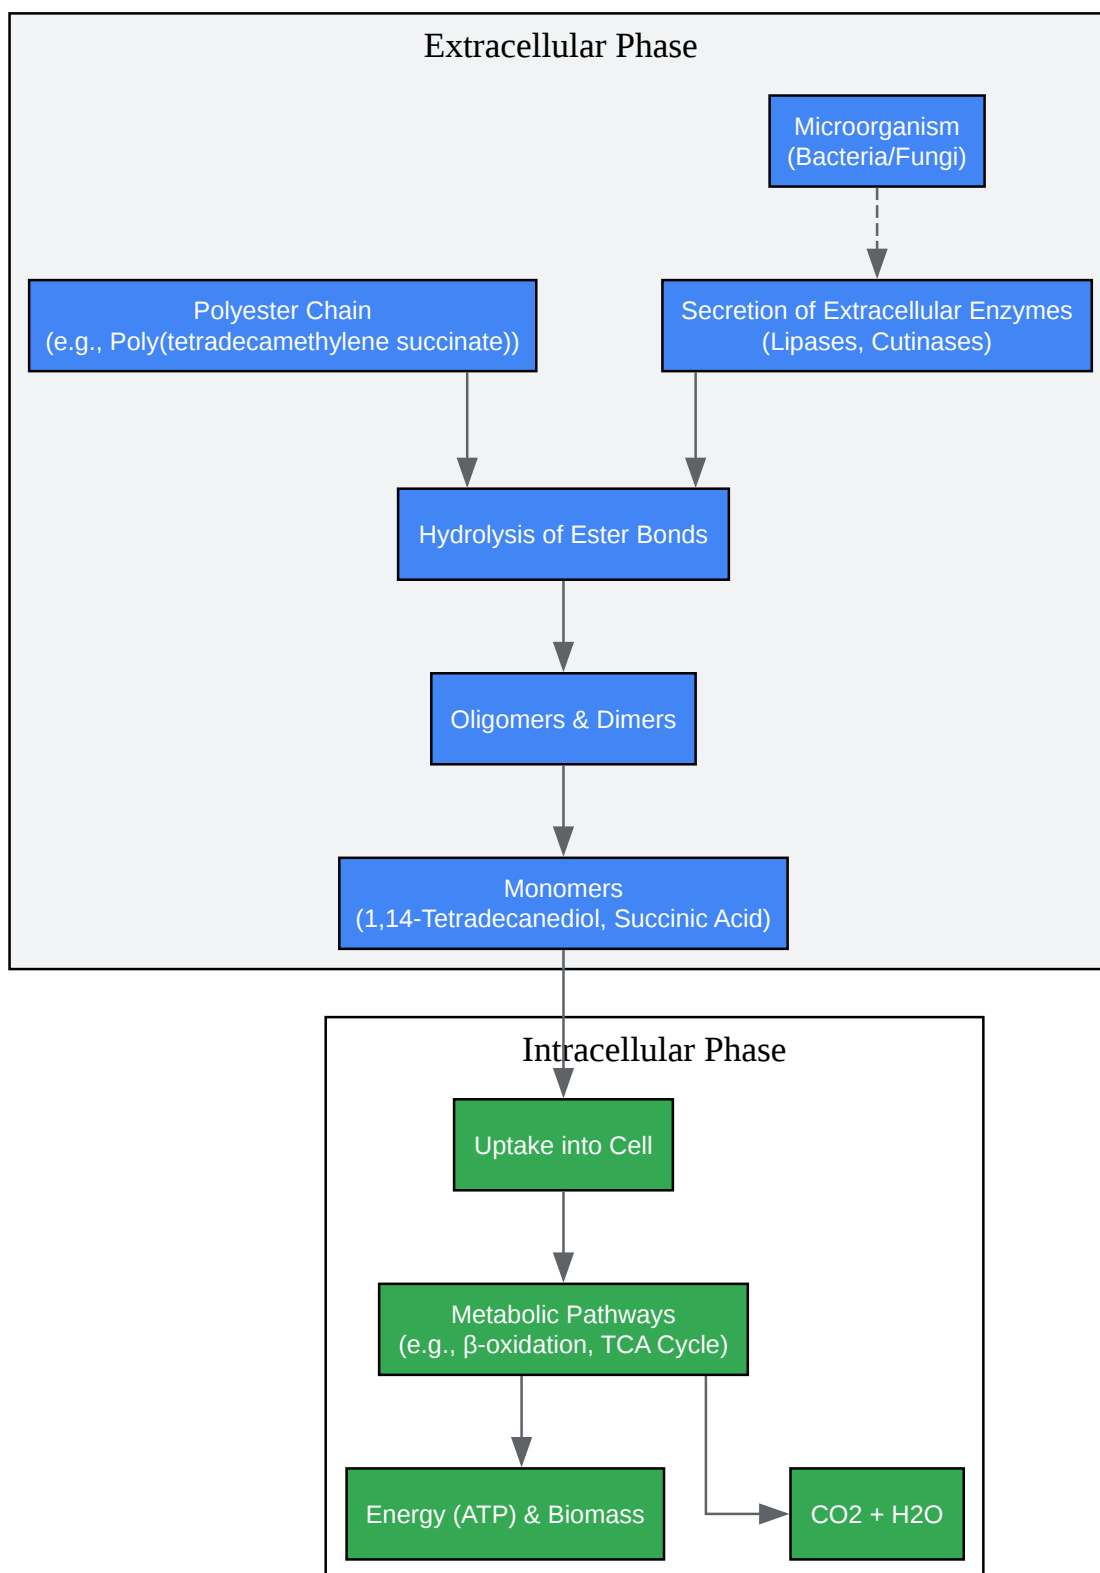 Extracellular Phase
Microorganism
(Bacteria/Fungi)
Polyester Chain
(e.g., Poly(tetradecamethylene succinate))
Secretion of Extracellular Enzymes
(Lipases, Cutinases)
Hydrolysis of Ester Bonds
Oligomers & Dimers
Monomers
(1,14-Tetradecanediol, Succinic Acid)
Intracellular Phase
Uptake into Cell
Metabolic Pathways
(e.g., β-oxidation, TCA Cycle)
Energy (ATP) & Biomass
CO2 + H2O